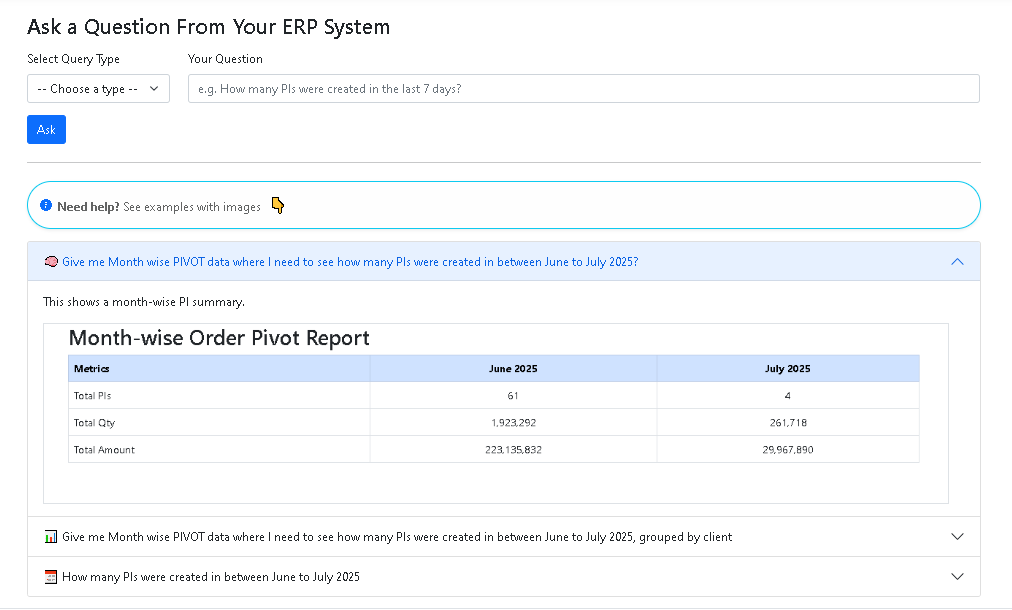 Ask a Question From Your ERP System
Select Query Type
Your Question
-- Choose a type --
e.g. How many PIs were created in the last 7 days?
Ask
Need help? See examples with images
Give me Month wise PIVOT data where I need to see how many PIs were created in between June to July 2025?
This shows a month-wise PI summary.
Month-wise Order Pivot Report
Metrics June 2025 July 2025
Total PIs 61 4
Total Qty 1,923,292 261,718
Total Amount 223,135,832 29,967,890
Give me Month wise PIVOT data where I need to see how many PIs were created in between June to July 2025, grouped by client
How many PIs were created in between June to July 2025